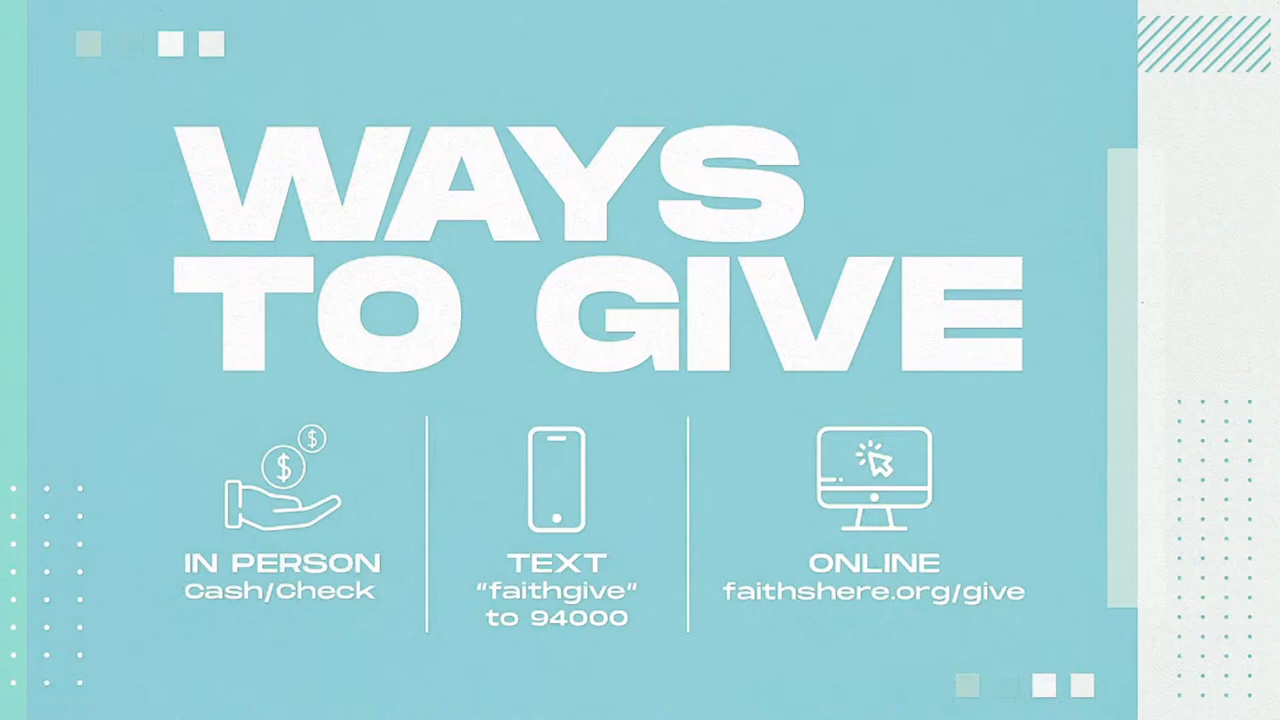 WAYS
TO GIVE
$
$
IN PERSON
Cash/Check
TEXT
"faithgive"
to 94000
ONLINE
faithshere.org/give